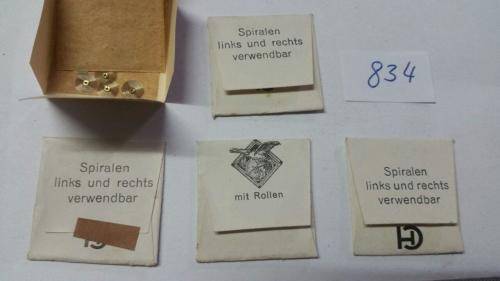 Spiralen
links und rechts
verwendbar
834
Spiralen
links und rechts
verwendbar
mit Rollen
Spiralen
links und rechts
verwendbar